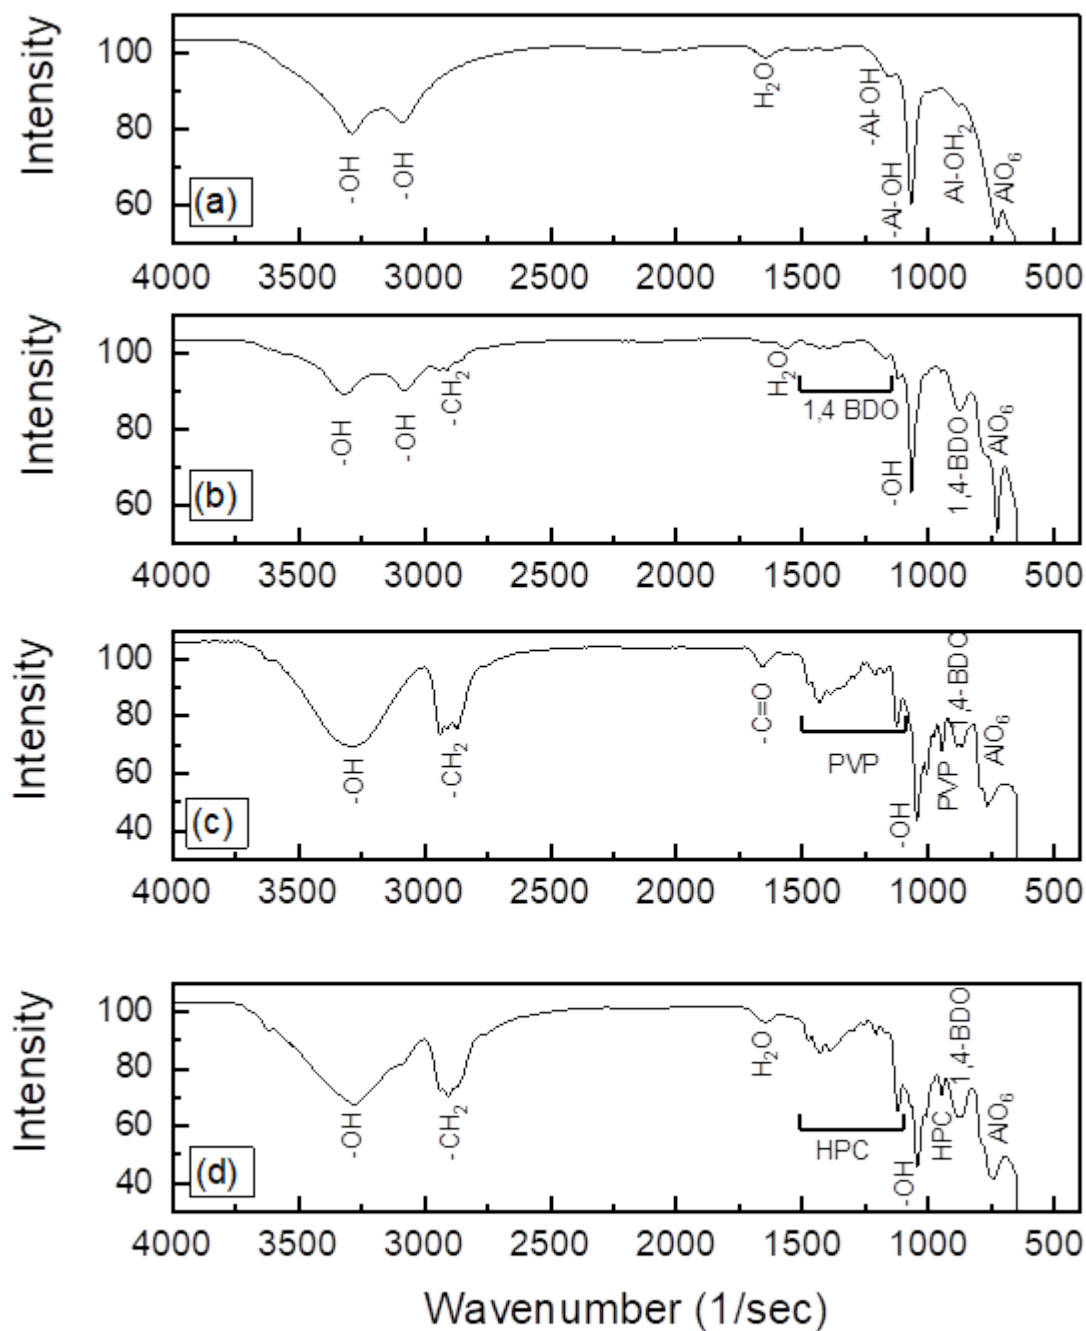 Intensity
100
80
60
-OH
-OH
H2O
-Al-OH
-Al-OH
Al-OH2
AlO6
(a)
4000 3500 3000 2500 2000 1500 1000 500
Intensity
100
80
60
-OH
-OH
-CH2
H2O
1,4 BDO
-OH
1,4-BDO
AlO6
(b)
4000 3500 3000 2500 2000 1500 1000 500
Intensity
100
80
60
40
-OH
-CH2
-C=O
PVP
-OH
PVP
1,4-BDO
AlO6
(c)
4000 3500 3000 2500 2000 1500 1000 500
Intensity
100
80
60
40
-OH
-CH2
H2O
HPC
-OH
HPC
1,4-BDO
AlO6
(d)
4000 3500 3000 2500 2000 1500 1000 500
Wavenumber (1/sec)